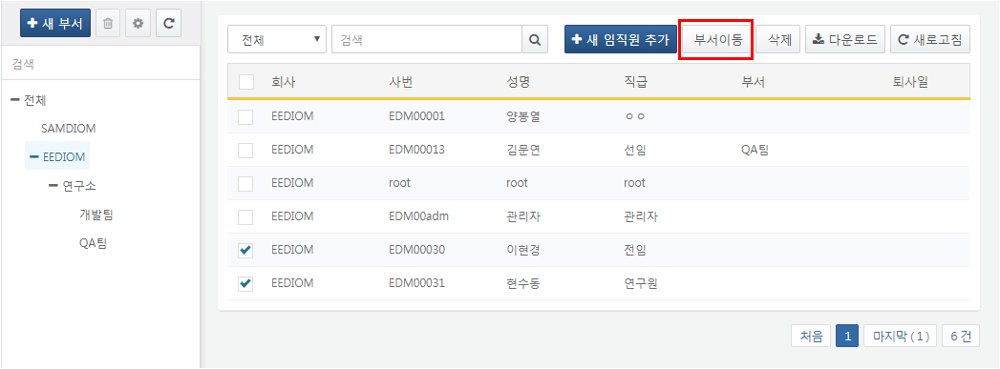 새 부서
검색
전체
SAMDIOM
EEDIOM
연구소
개발팀
QA팀
전체 검색 새 임직원 추가 부서이동 삭제 다운로드 새로고침
회사 사번 성명 직급 부서 퇴사일
EEDIOM EDM00001 양봉열 ㅇㅇ
EEDIOM EDM00013 김문연 선임 QA팀
EEDIOM root root root
EEDIOM EDM00adm 관리자 관리자
EEDIOM EDM00030 이현경 전임
EEDIOM EDM00031 현수동 연구원
처음 1 마지막 ( 1 ) 6 건